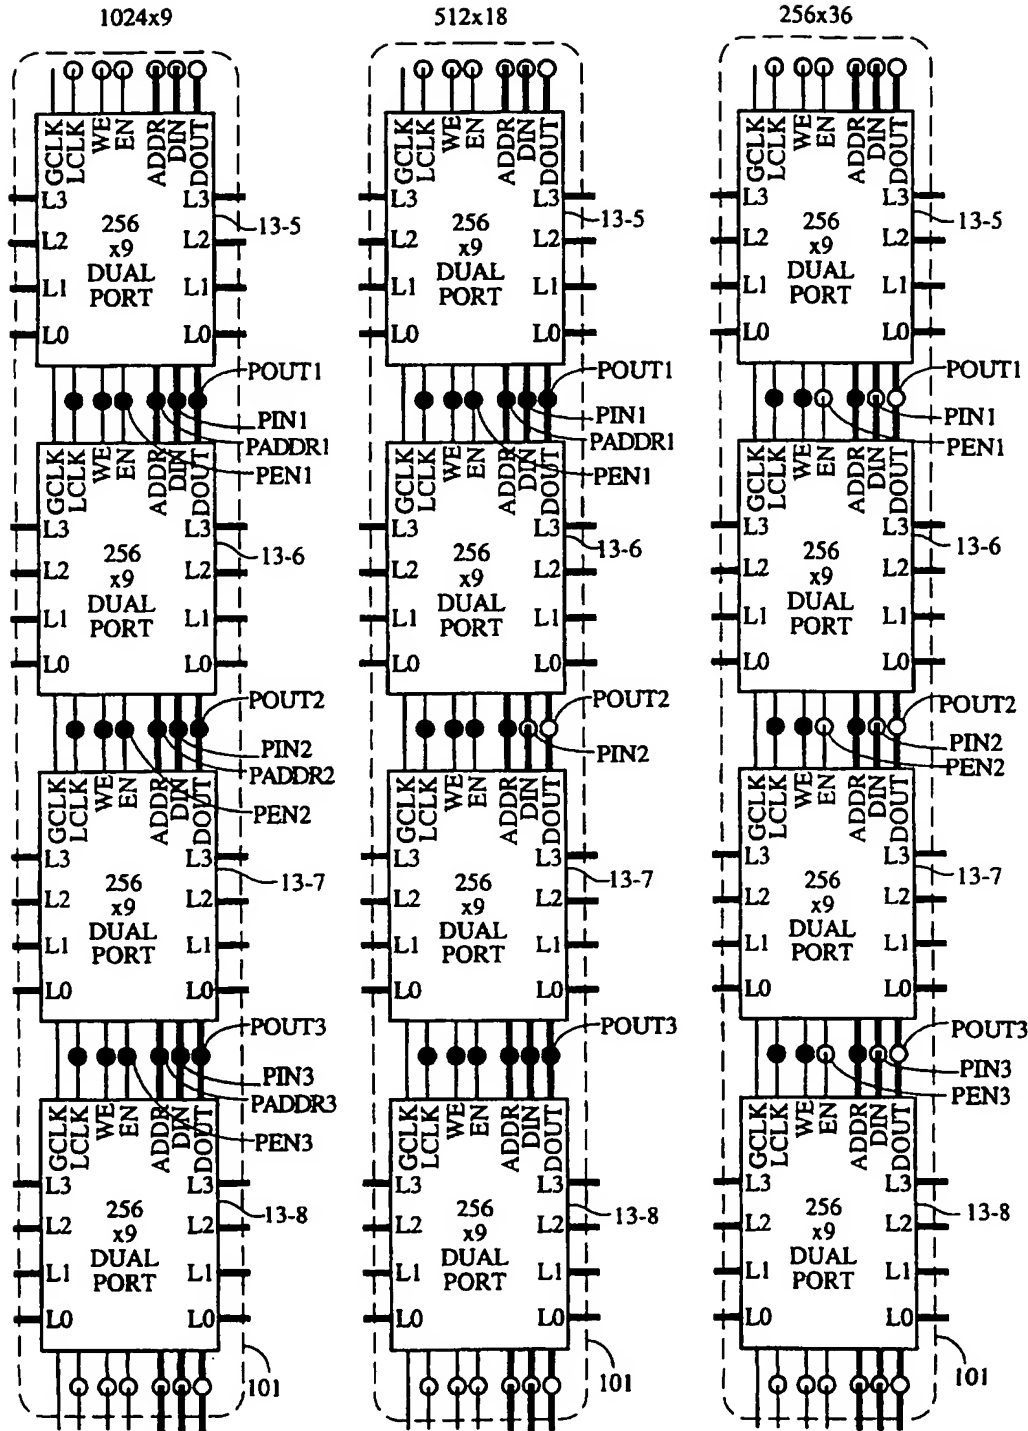 1024x9
GCLK
LCLK
WE
EN
ADDR
DIN
DOUT
L3
L2
L1
L0
256
x9
DUAL
PORT
L3
L2
L1
L0
13-5
POUT1
PIN1
PADDR1
PEN1
GCLK
LCLK
WE
EN
ADDR
DIN
DOUT
L3
L2
L1
L0
256
x9
DUAL
PORT
L3
L2
L1
L0
13-6
POUT2
PIN2
PADDR2
PEN2
GCLK
LCLK
WE
EN
ADDR
DIN
DOUT
L3
L2
L1
L0
256
x9
DUAL
PORT
L3
L2
L1
L0
13-7
POUT3
PIN3
PADDR3
PEN3
GCLK
LCLK
WE
EN
ADDR
DIN
DOUT
L3
L2
L1
L0
256
x9
DUAL
PORT
L3
L2
L1
L0
13-8
101
512x18
GCLK
LCLK
WE
EN
ADDR
DIN
DOUT
L3
L2
L1
L0
256
x9
DUAL
PORT
L3
L2
L1
L0
13-5
POUT1
PIN1
PADDR1
PEN1
GCLK
LCLK
WE
EN
ADDR
DIN
DOUT
L3
L2
L1
L0
256
x9
DUAL
PORT
L3
L2
L1
L0
13-6
POUT2
PIN2
GCLK
LCLK
WE
EN
ADDR
DIN
DOUT
L3
L2
L1
L0
256
x9
DUAL
PORT
L3
L2
L1
L0
13-7
POUT3
GCLK
LCLK
WE
EN
ADDR
DIN
DOUT
L3
L2
L1
L0
256
x9
DUAL
PORT
L3
L2
L1
L0
13-8
101
256x36
GCLK
LCLK
WE
EN
ADDR
DIN
DOUT
L3
L2
L1
L0
256
x9
DUAL
PORT
L3
L2
L1
L0
13-5
POUT1
PIN1
PEN1
GCLK
LCLK
WE
EN
ADDR
DIN
DOUT
L3
L2
L1
L0
256
x9
DUAL
PORT
L3
L2
L1
L0
13-6
POUT2
PIN2
PEN2
GCLK
LCLK
WE
EN
ADDR
DIN
DOUT
L3
L2
L1
L0
256
x9
DUAL
PORT
L3
L2
L1
L0
13-7
POUT3
PIN3
PEN3
GCLK
LCLK
WE
EN
ADDR
DIN
DOUT
L3
L2
L1
L0
256
x9
DUAL
PORT
L3
L2
L1
L0
13-8
101